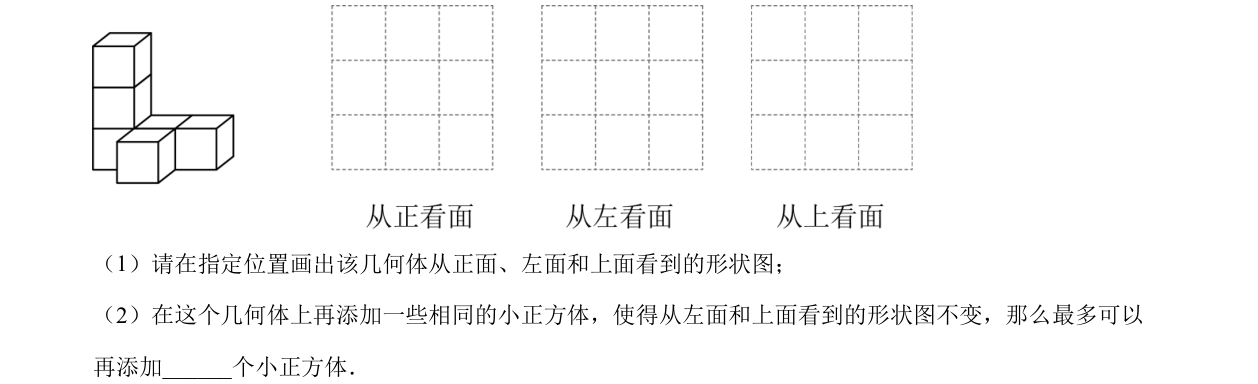 从正看面 从左看面 从上看面
（1）请在指定位置画出该几何体从正面、左面和上面看到的形状图；
（2）在这个几何体上再添加一些相同的小正方体，使得从左面和上面看到的形状图不变，那么最多可以
再添加______个小正方体．